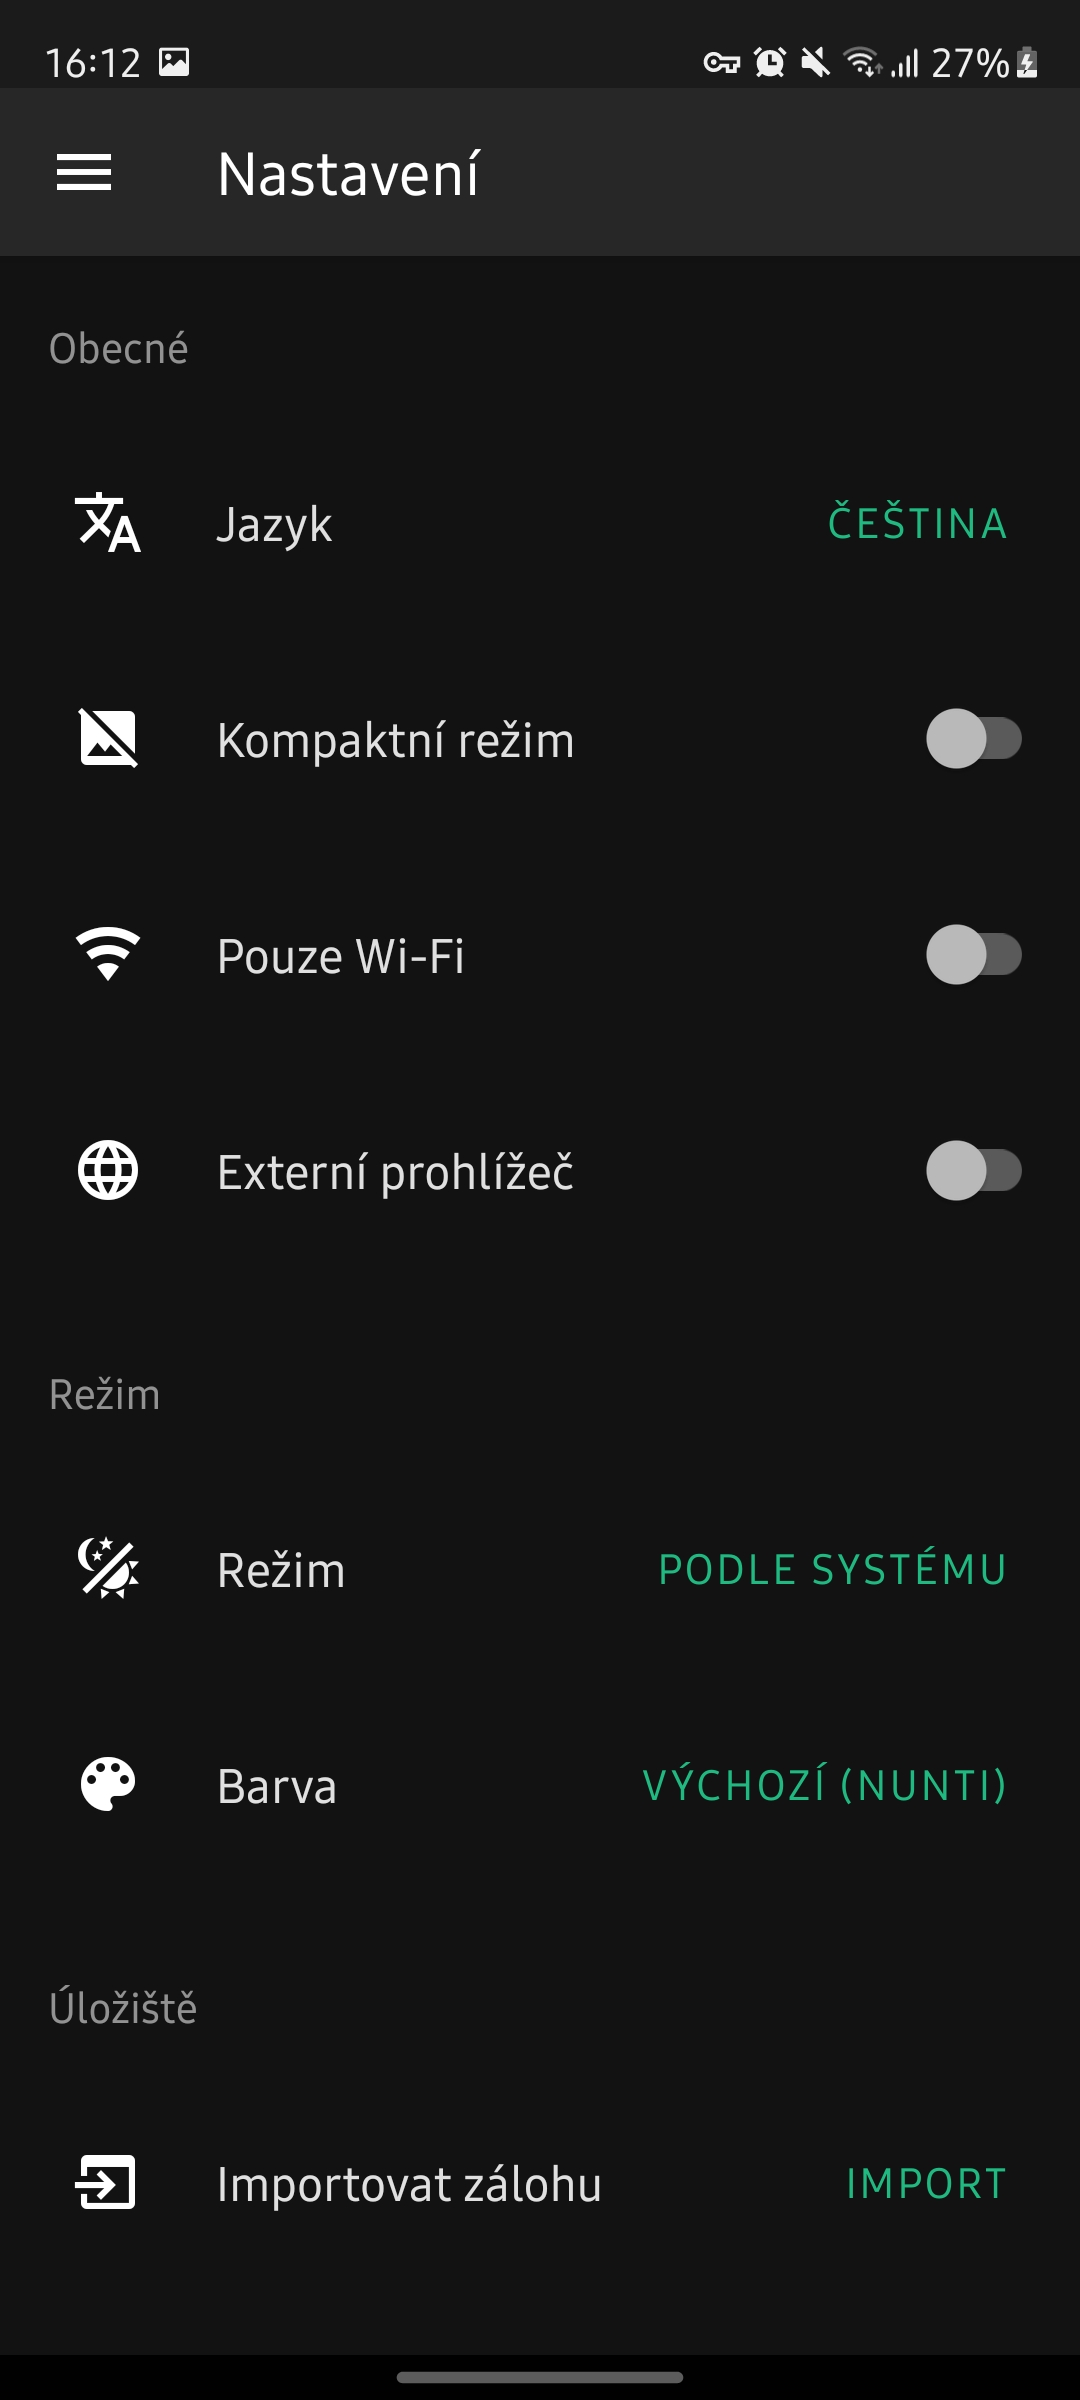 16:12 27%
Nastavení
Obecné
Jazyk ČEŠTINA
Kompaktní režim
Pouze Wi-Fi
Externí prohlížeč
Režim
Režim PODLE SYSTÉMU
Barva VÝCHOZÍ (NUNTI)
Úložiště
Importovat zálohu IMPORT